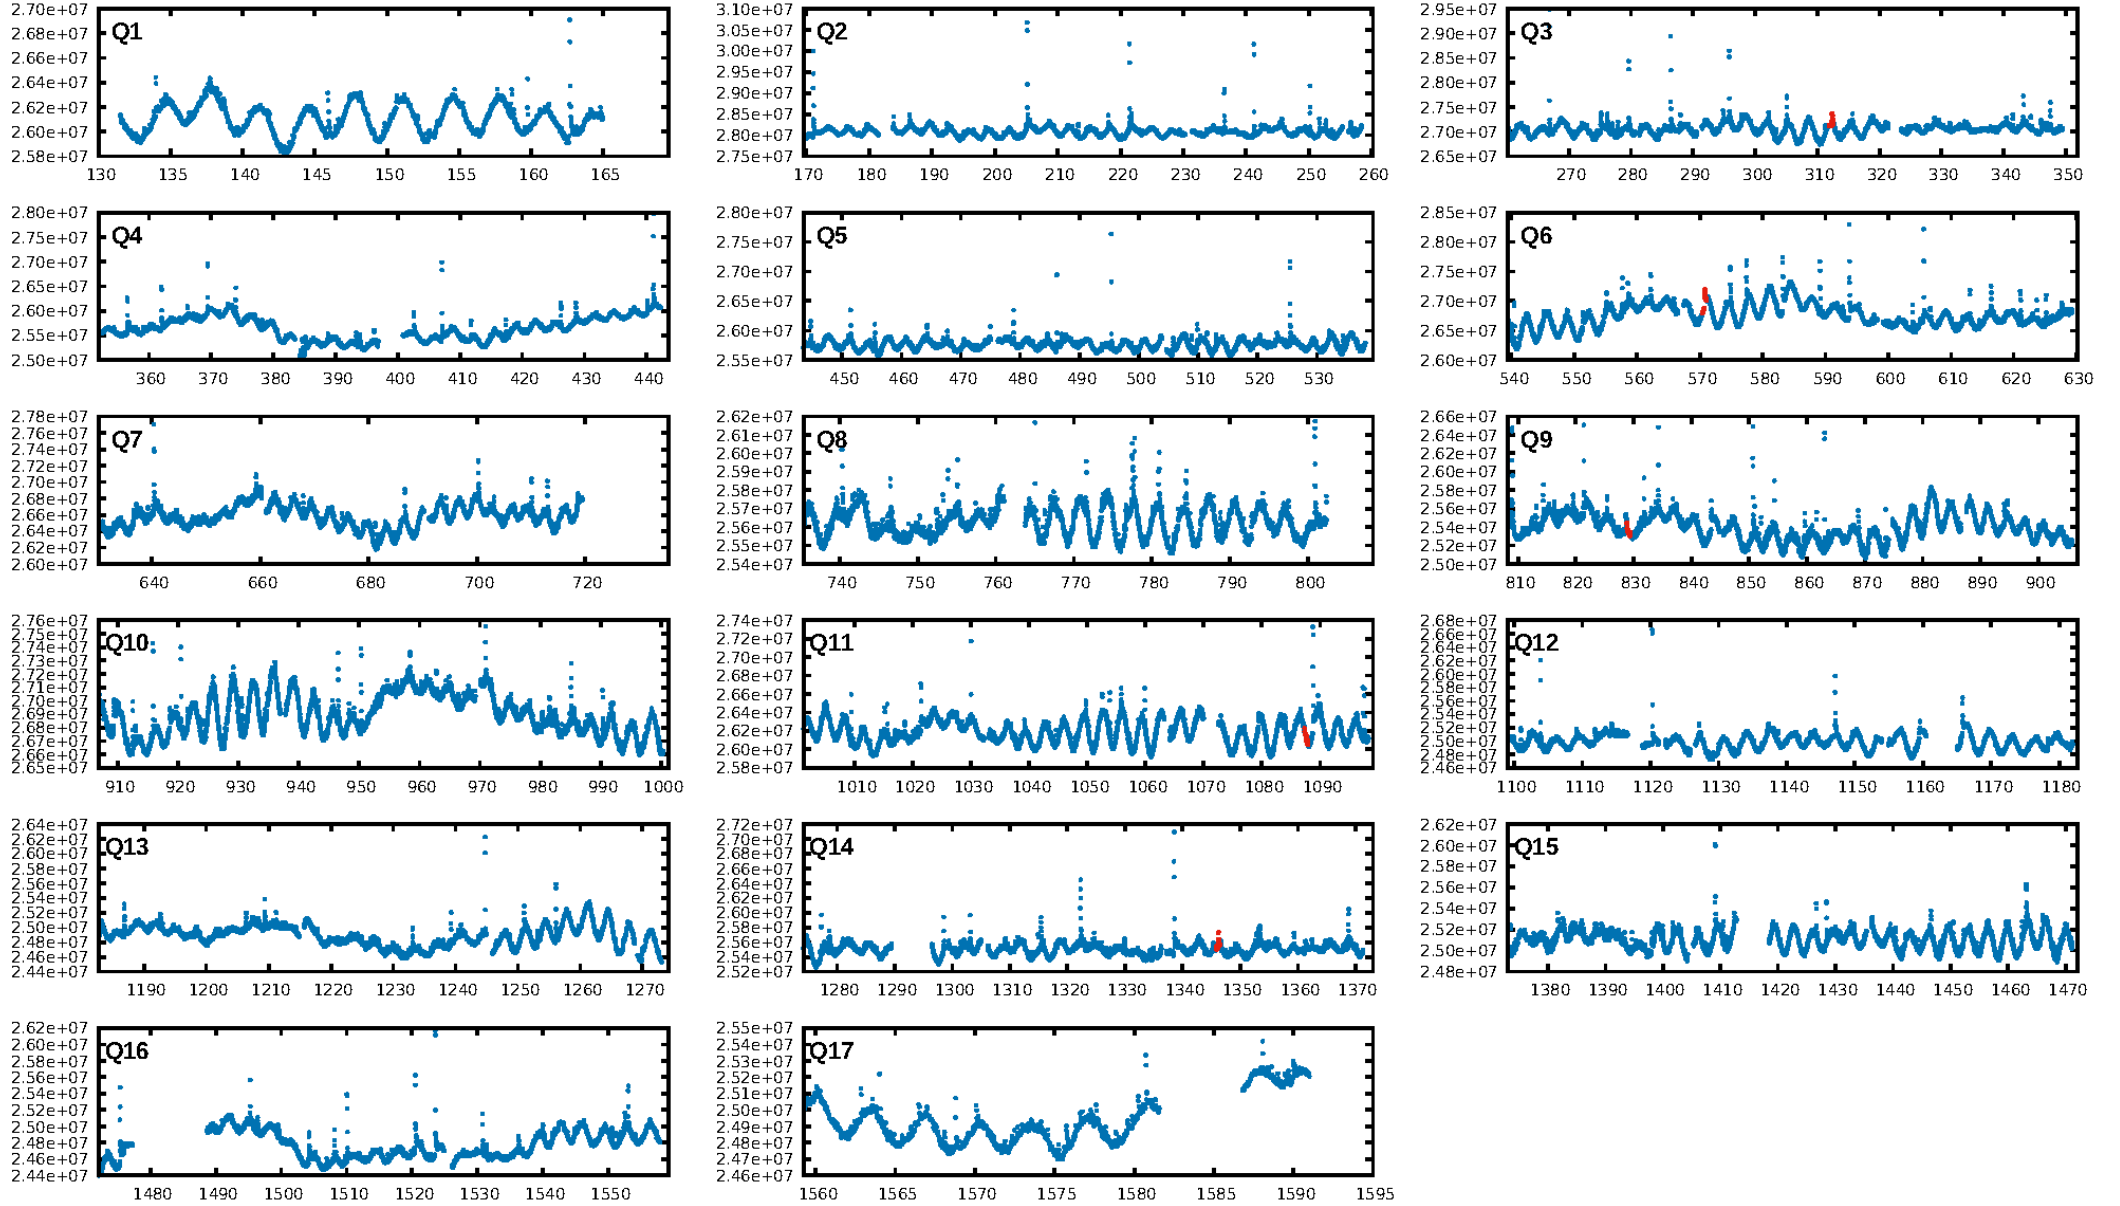 2.70e+07
2.68e+07
2.66e+07
2.64e+07
2.62e+07
2.60e+07
2.58e+07
Q1
130 135 140 145 150 155 160 165
3.10e+07
3.05e+07
3.00e+07
2.95e+07
2.90e+07
2.85e+07
2.80e+07
2.75e+07
Q2
170 180 190 200 210 220 230 240 250 260
2.95e+07
2.90e+07
2.85e+07
2.80e+07
2.75e+07
2.70e+07
2.65e+07
Q3
270 280 290 300 310 320 330 340 350
2.80e+07
2.75e+07
2.70e+07
2.65e+07
2.60e+07
2.55e+07
2.50e+07
Q4
360 370 380 390 400 410 420 430 440
2.80e+07
2.75e+07
2.70e+07
2.65e+07
2.60e+07
2.55e+07
Q5
450 460 470 480 490 500 510 520 530
2.85e+07
2.80e+07
2.75e+07
2.70e+07
2.65e+07
2.60e+07
Q6
540 550 560 570 580 590 600 610 620 630
2.78e+07
2.76e+07
2.74e+07
2.72e+07
2.70e+07
2.68e+07
2.66e+07
2.64e+07
2.62e+07
2.60e+07
Q7
640 660 680 700 720
2.62e+07
2.61e+07
2.60e+07
2.59e+07
2.58e+07
2.57e+07
2.56e+07
2.55e+07
2.54e+07
Q8
740 750 760 770 780 790 800
2.66e+07
2.64e+07
2.62e+07
2.60e+07
2.58e+07
2.56e+07
2.54e+07
2.52e+07
2.50e+07
Q9
810 820 830 840 850 860 870 880 890 900
2.76e+07
2.75e+07
2.74e+07
2.73e+07
2.72e+07
2.71e+07
2.70e+07
2.69e+07
2.68e+07
2.67e+07
2.66e+07
2.65e+07
Q10
910 920 930 940 950 960 970 980 990 1000
2.74e+07
2.72e+07
2.70e+07
2.68e+07
2.66e+07
2.64e+07
2.62e+07
2.60e+07
2.58e+07
Q11
1010 1020 1030 1040 1050 1060 1070 1080 1090
2.68e+07
2.66e+07
2.64e+07
2.62e+07
2.60e+07
2.58e+07
2.56e+07
2.54e+07
2.52e+07
2.50e+07
2.48e+07
2.46e+07
Q12
1100 1110 1120 1130 1140 1150 1160 1170 1180
2.64e+07
2.62e+07
2.60e+07
2.58e+07
2.56e+07
2.54e+07
2.52e+07
2.50e+07
2.48e+07
2.46e+07
2.44e+07
Q13
1190 1200 1210 1220 1230 1240 1250 1260 1270
2.72e+07
2.70e+07
2.68e+07
2.66e+07
2.64e+07
2.62e+07
2.60e+07
2.58e+07
2.56e+07
2.54e+07
2.52e+07
Q14
1280 1290 1300 1310 1320 1330 1340 1350 1360 1370
2.62e+07
2.60e+07
2.58e+07
2.56e+07
2.54e+07
2.52e+07
2.50e+07
2.48e+07
Q15
1380 1390 1400 1410 1420 1430 1440 1450 1460 1470
2.62e+07
2.60e+07
2.58e+07
2.56e+07
2.54e+07
2.52e+07
2.50e+07
2.48e+07
2.46e+07
2.44e+07
Q16
1480 1490 1500 1510 1520 1530 1540 1550
2.55e+07
2.54e+07
2.53e+07
2.52e+07
2.51e+07
2.50e+07
2.49e+07
2.48e+07
2.47e+07
2.46e+07
Q17
1560 1565 1570 1575 1580 1585 1590 1595